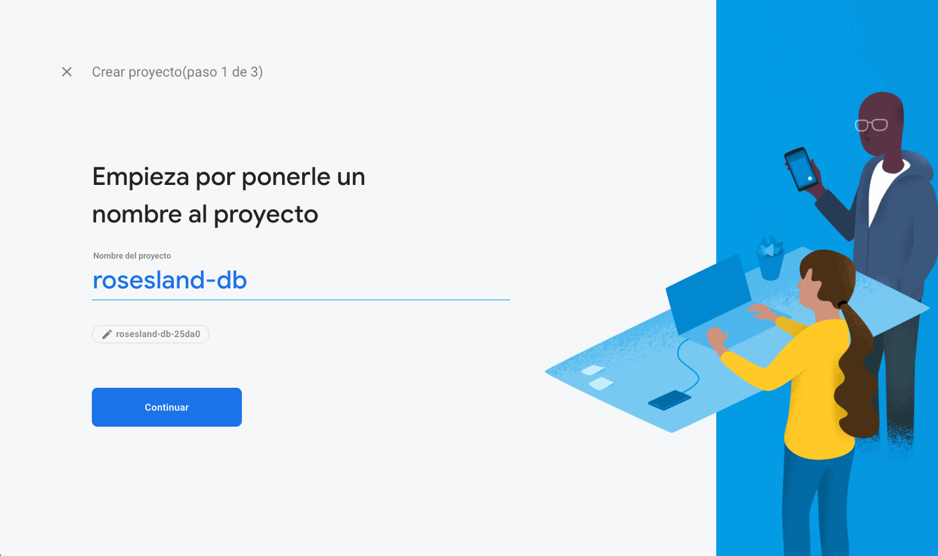 Crear proyecto(paso 1 de 3)
Empieza por ponerle un
nombre al proyecto
Nombre del proyecto
rosesland-db
rosesland-db-25da0
Continuar